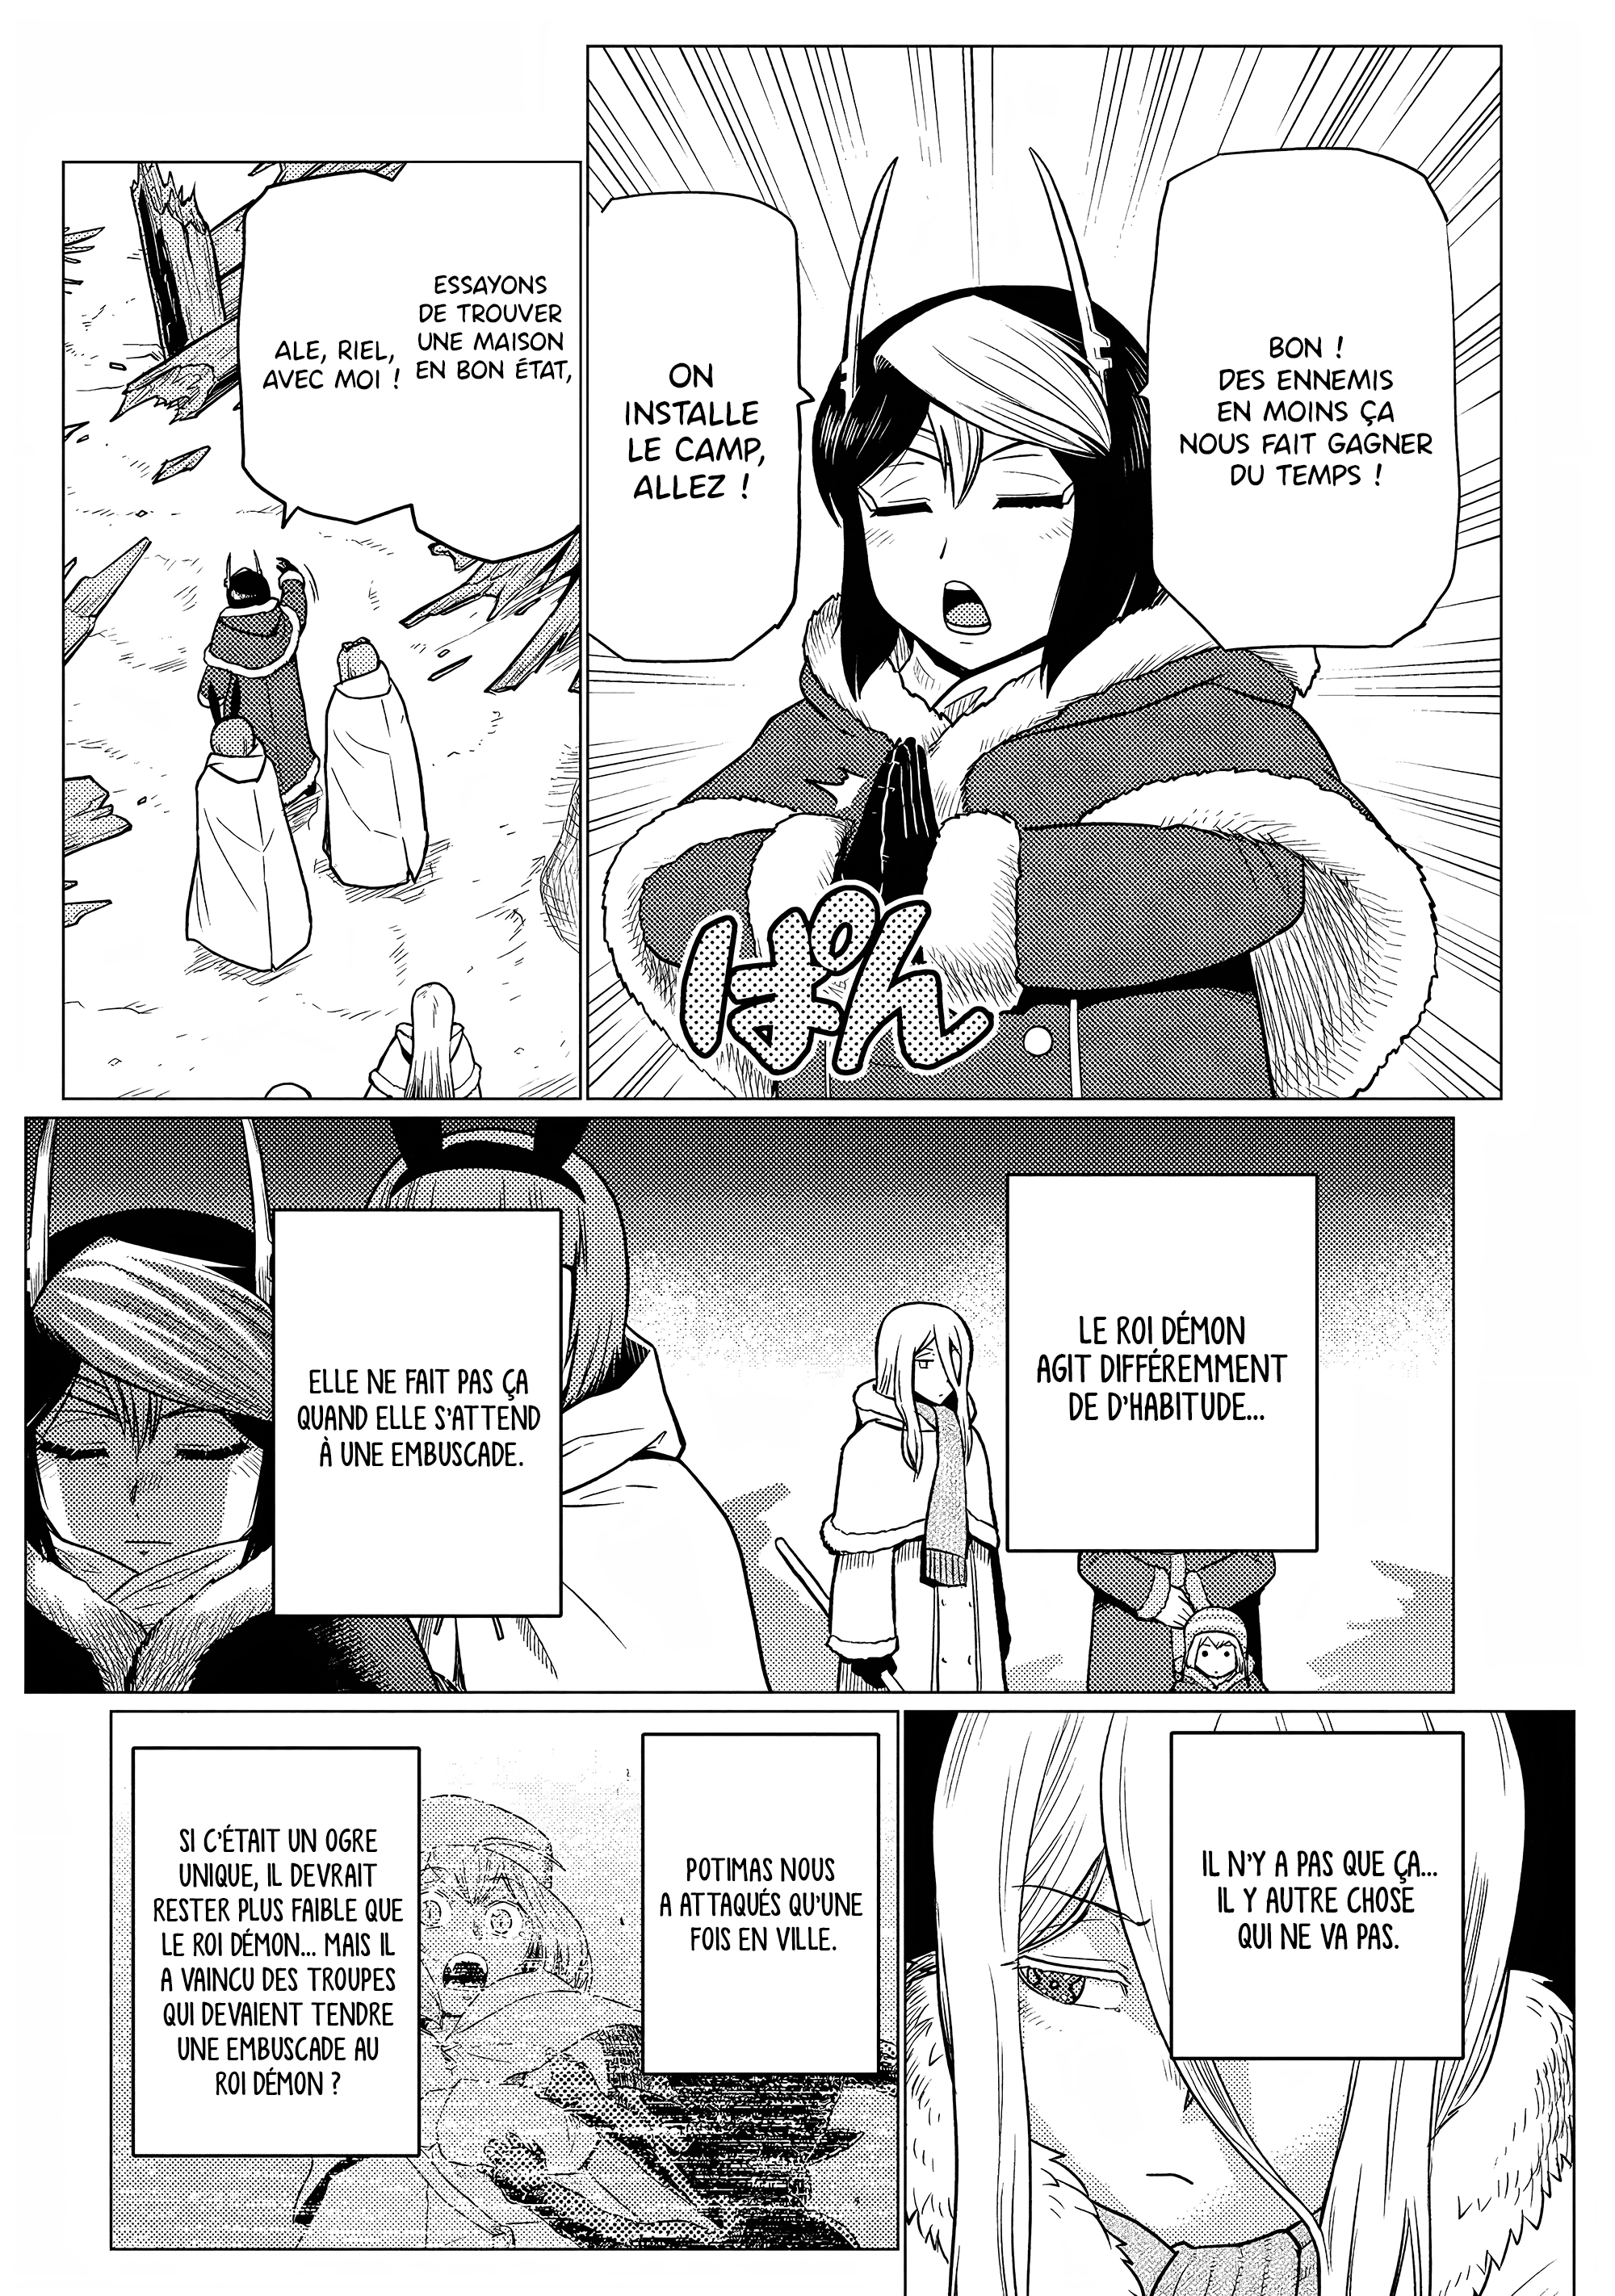 BON !
DES ENNEMIS
EN MOINS ÇA
NOUS FAIT GAGNER
DU TEMPS !
ON
INSTALLE
LE CAMP,
ALLEZ !
ぱん
ESSAYONS
DE TROUVER
UNE MAISON
EN BON ÉTAT,
ALE, RIEL,
AVEC MOI !
LE ROI DÉMON
AGIT DIFFÉREMMENT
DE D'HABITUDE...
ELLE NE FAIT PAS ÇA
QUAND ELLE S'ATTEND
À UNE EMBUSCADE.
IL N'Y A PAS QUE ÇA...
IL Y AUTRE CHOSE
QUI NE VA PAS.
POTIMAS NOUS
A ATTAQUÉS QU'UNE
FOIS EN VILLE.
SI C'ÉTAIT UN OGRE
UNIQUE, IL DEVRAIT
RESTER PLUS FAIBLE QUE
LE ROI DÉMON... MAIS IL
A VAINCU DES TROUPES
QUI DEVAIENT TENDRE
UNE EMBUSCADE AU
ROI DÉMON ?